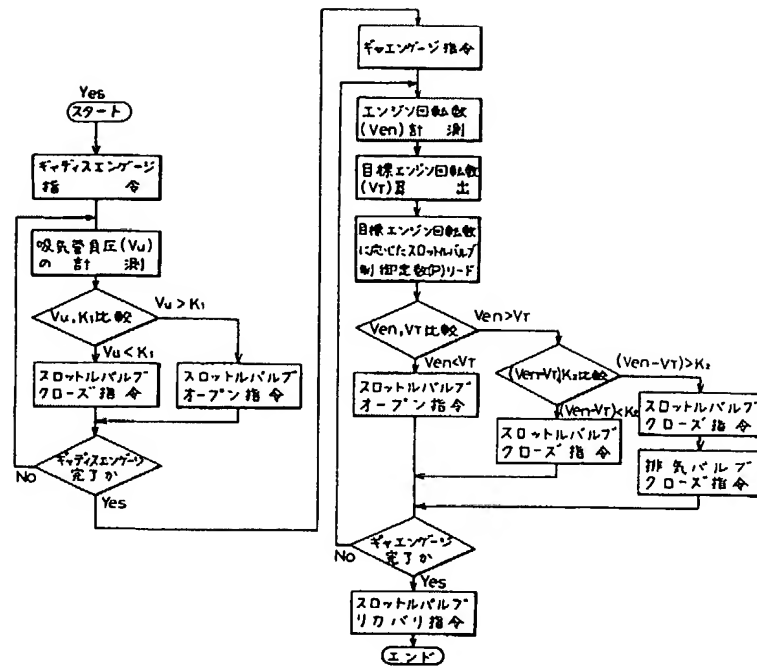 Yes
スタート
ギャディスエンゲージ
指 令
吸気管負圧(Vu)
の 計 測
Vu,K1比較
Vu>K1
Vu<K1
スロットルバルブ
クローズ指令
スロットルバルブ
オープン指令
ギャディスエンゲージ
完了か
No
Yes
ギャエンゲージ指令
エンジン回転数
(Ven)計 測
目標エンジン回転数
(VT)算 出
目標エンジン回転数
に応じたスロットルバルブ
制御定数(P)リード
Ven,VT比較
Ven>VT
Ven<VT
スロットルバルブ
オープン指令
(Ven-VT)K2比較
(Ven-VT)>K2
(Ven-VT)<K2
スロットルバルブ
クローズ指令
スロットルバルブ
クローズ指令
排気バルブ
クローズ指令
ギャエンゲージ
完了か
No
Yes
スロットルバルブ
リカバリ指令
エンド